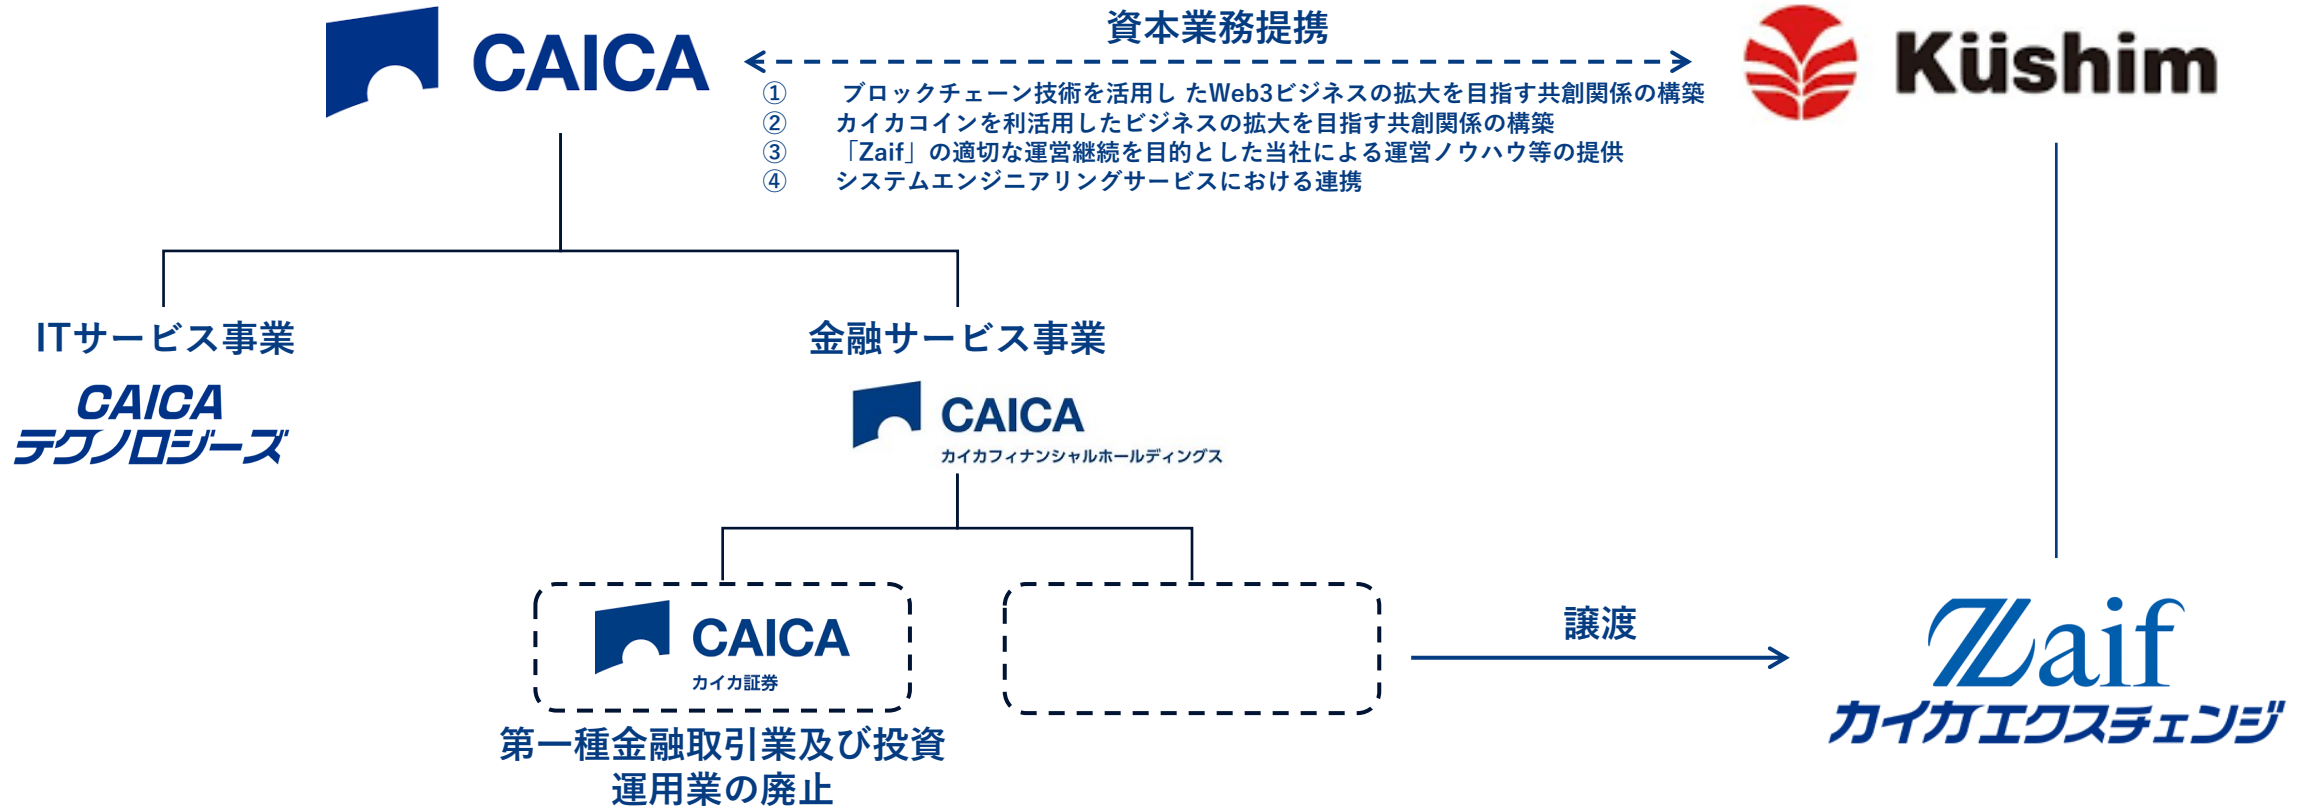 CAICA
資本業務提携
Küshim
① ブロックチェーン技術を活用し たWeb3ビジネスの拡大を目指す共創関係の構築
② カイカコインを利活用したビジネスの拡大を目指す共創関係の構築
③ 「Zaif」の適切な運営継続を目的とした当社による運営ノウハウ等の提供
④ システムエンジニアリングサービスにおける連携
ITサービス事業
CAICA
テクノロジーズ
金融サービス事業
CAICA
カイカフィナンシャルホールディングス
CAICA
カイカ証券
第一種金融取引業及び投資
運用業の廃止
譲渡
Zaif
カイカエクスチェンジ